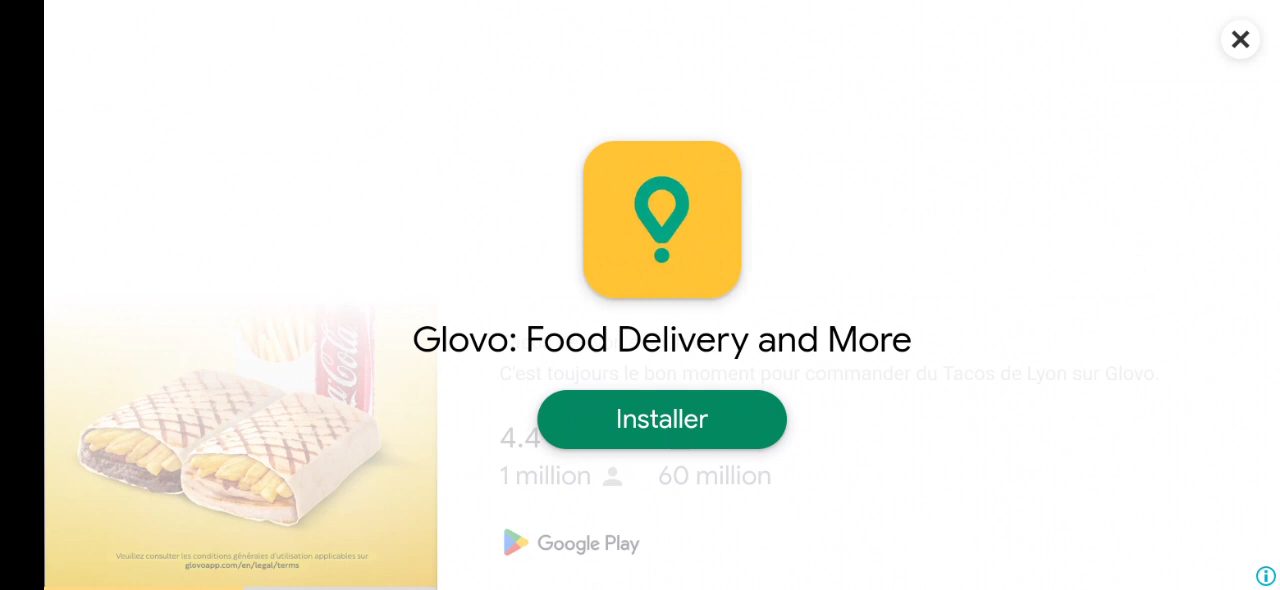 Glovo: Food Delivery and More
C'est toujours le bon moment pour commander du Tacos de Lyon sur Glovo.
Installer
4.4
1 million 60 million
Google Play
Veuillez consulter les conditions générales d'utilisation applicables sur
glovoapp.com/en/legal/terms